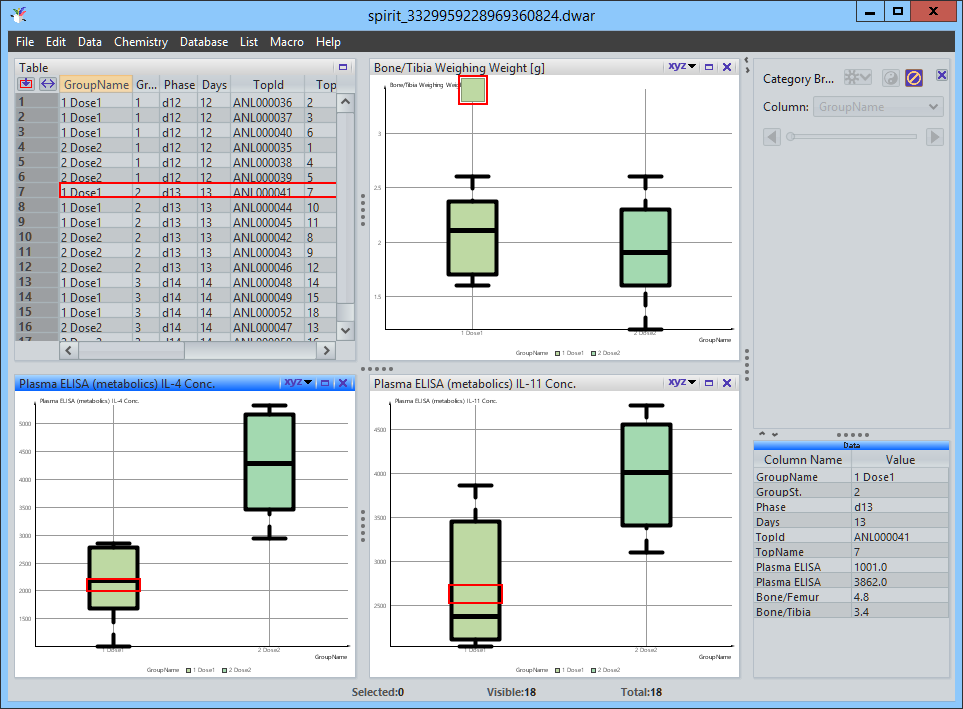 spirit_3329959228969360824.dwar
File Edit Data Chemistry Database List Macro Help
Table
GroupName Gr... Phase Days TopId Top
1 1 Dose1 1 d12 12 ANL000036 2
2 1 Dose1 1 d12 12 ANL000037 3
3 1 Dose1 1 d12 12 ANL000040 6
4 2 Dose2 1 d12 12 ANL000035 1
5 2 Dose2 1 d12 12 ANL000038 4
6 2 Dose2 1 d12 12 ANL000039 5
7 1 Dose1 2 d13 13 ANL000041 7
8 1 Dose1 2 d13 13 ANL000044 10
9 1 Dose1 2 d13 13 ANL000045 11
10 2 Dose2 2 d13 13 ANL000042 8
11 2 Dose2 2 d13 13 ANL000043 9
12 2 Dose2 2 d13 13 ANL000046 12
13 1 Dose1 3 d14 14 ANL000048 14
14 1 Dose1 3 d14 14 ANL000049 15
15 1 Dose1 3 d14 14 ANL000052 18
16 2 Dose2 3 d14 14 ANL000047 13
Bone/Tibia Weighing Weight [g] xyz
Bone/Tibia Weighing
3
2.5
2
1.5
1 Dose1 2 Dose2
GroupName
GroupName 1 Dose1 2 Dose2
Category Br...
Column: GroupName
Plasma ELISA (metabolics) IL-4 Conc. xyz
Plasma ELISA (metabolics) IL-4 Conc.
5000
4500
4000
3500
3000
2500
2000
1500
1 Dose1 2 Dose2
GroupName
GroupName 1 Dose1 2 Dose2
Plasma ELISA (metabolics) IL-11 Conc. xyz
Plasma ELISA (metabolics) IL-11 Conc.
4500
4000
3500
3000
2500
1 Dose1 2 Dose2
GroupName
GroupName 1 Dose1 2 Dose2
Data
Column Name Value
GroupName 1 Dose1
GroupSt. 2
Phase d13
Days 13
TopId ANL000041
TopName 7
Plasma ELISA 1001.0
Plasma ELISA 3862.0
Bone/Femur 4.8
Bone/Tibia 3.4
Selected:0 Visible:18 Total:18